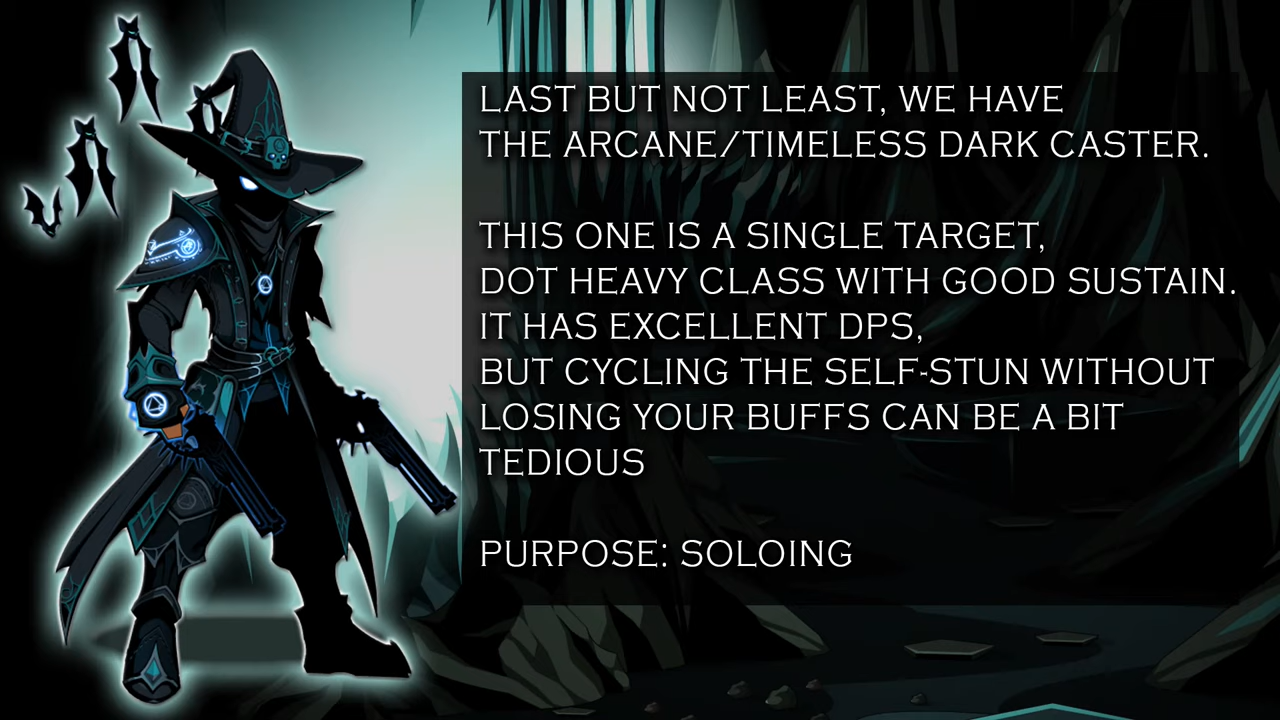 LAST BUT NOT LEAST, WE HAVE
THE ARCANE/TIMELESS DARK CASTER.
THIS ONE IS A SINGLE TARGET,
DOT HEAVY CLASS WITH GOOD SUSTAIN.
IT HAS EXCELLENT DPS,
BUT CYCLING THE SELF-STUN WITHOUT
LOSING YOUR BUFFS CAN BE A BIT
TEDIOUS
PURPOSE: SOLOING